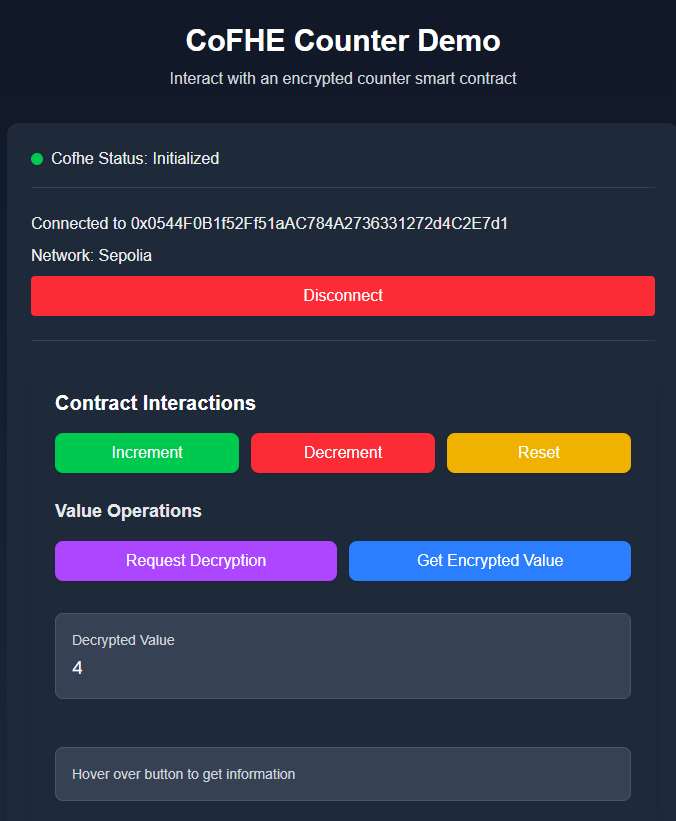 CoFHE Counter Demo
Interact with an encrypted counter smart contract
Cofhe Status: Initialized
Connected to 0x0544F0B1f52Ff51aAC784A2736331272d4C2E7d1
Network: Sepolia
Disconnect
Contract Interactions
Increment Decrement Reset
Value Operations
Request Decryption Get Encrypted Value
Decrypted Value
4
Hover over button to get information